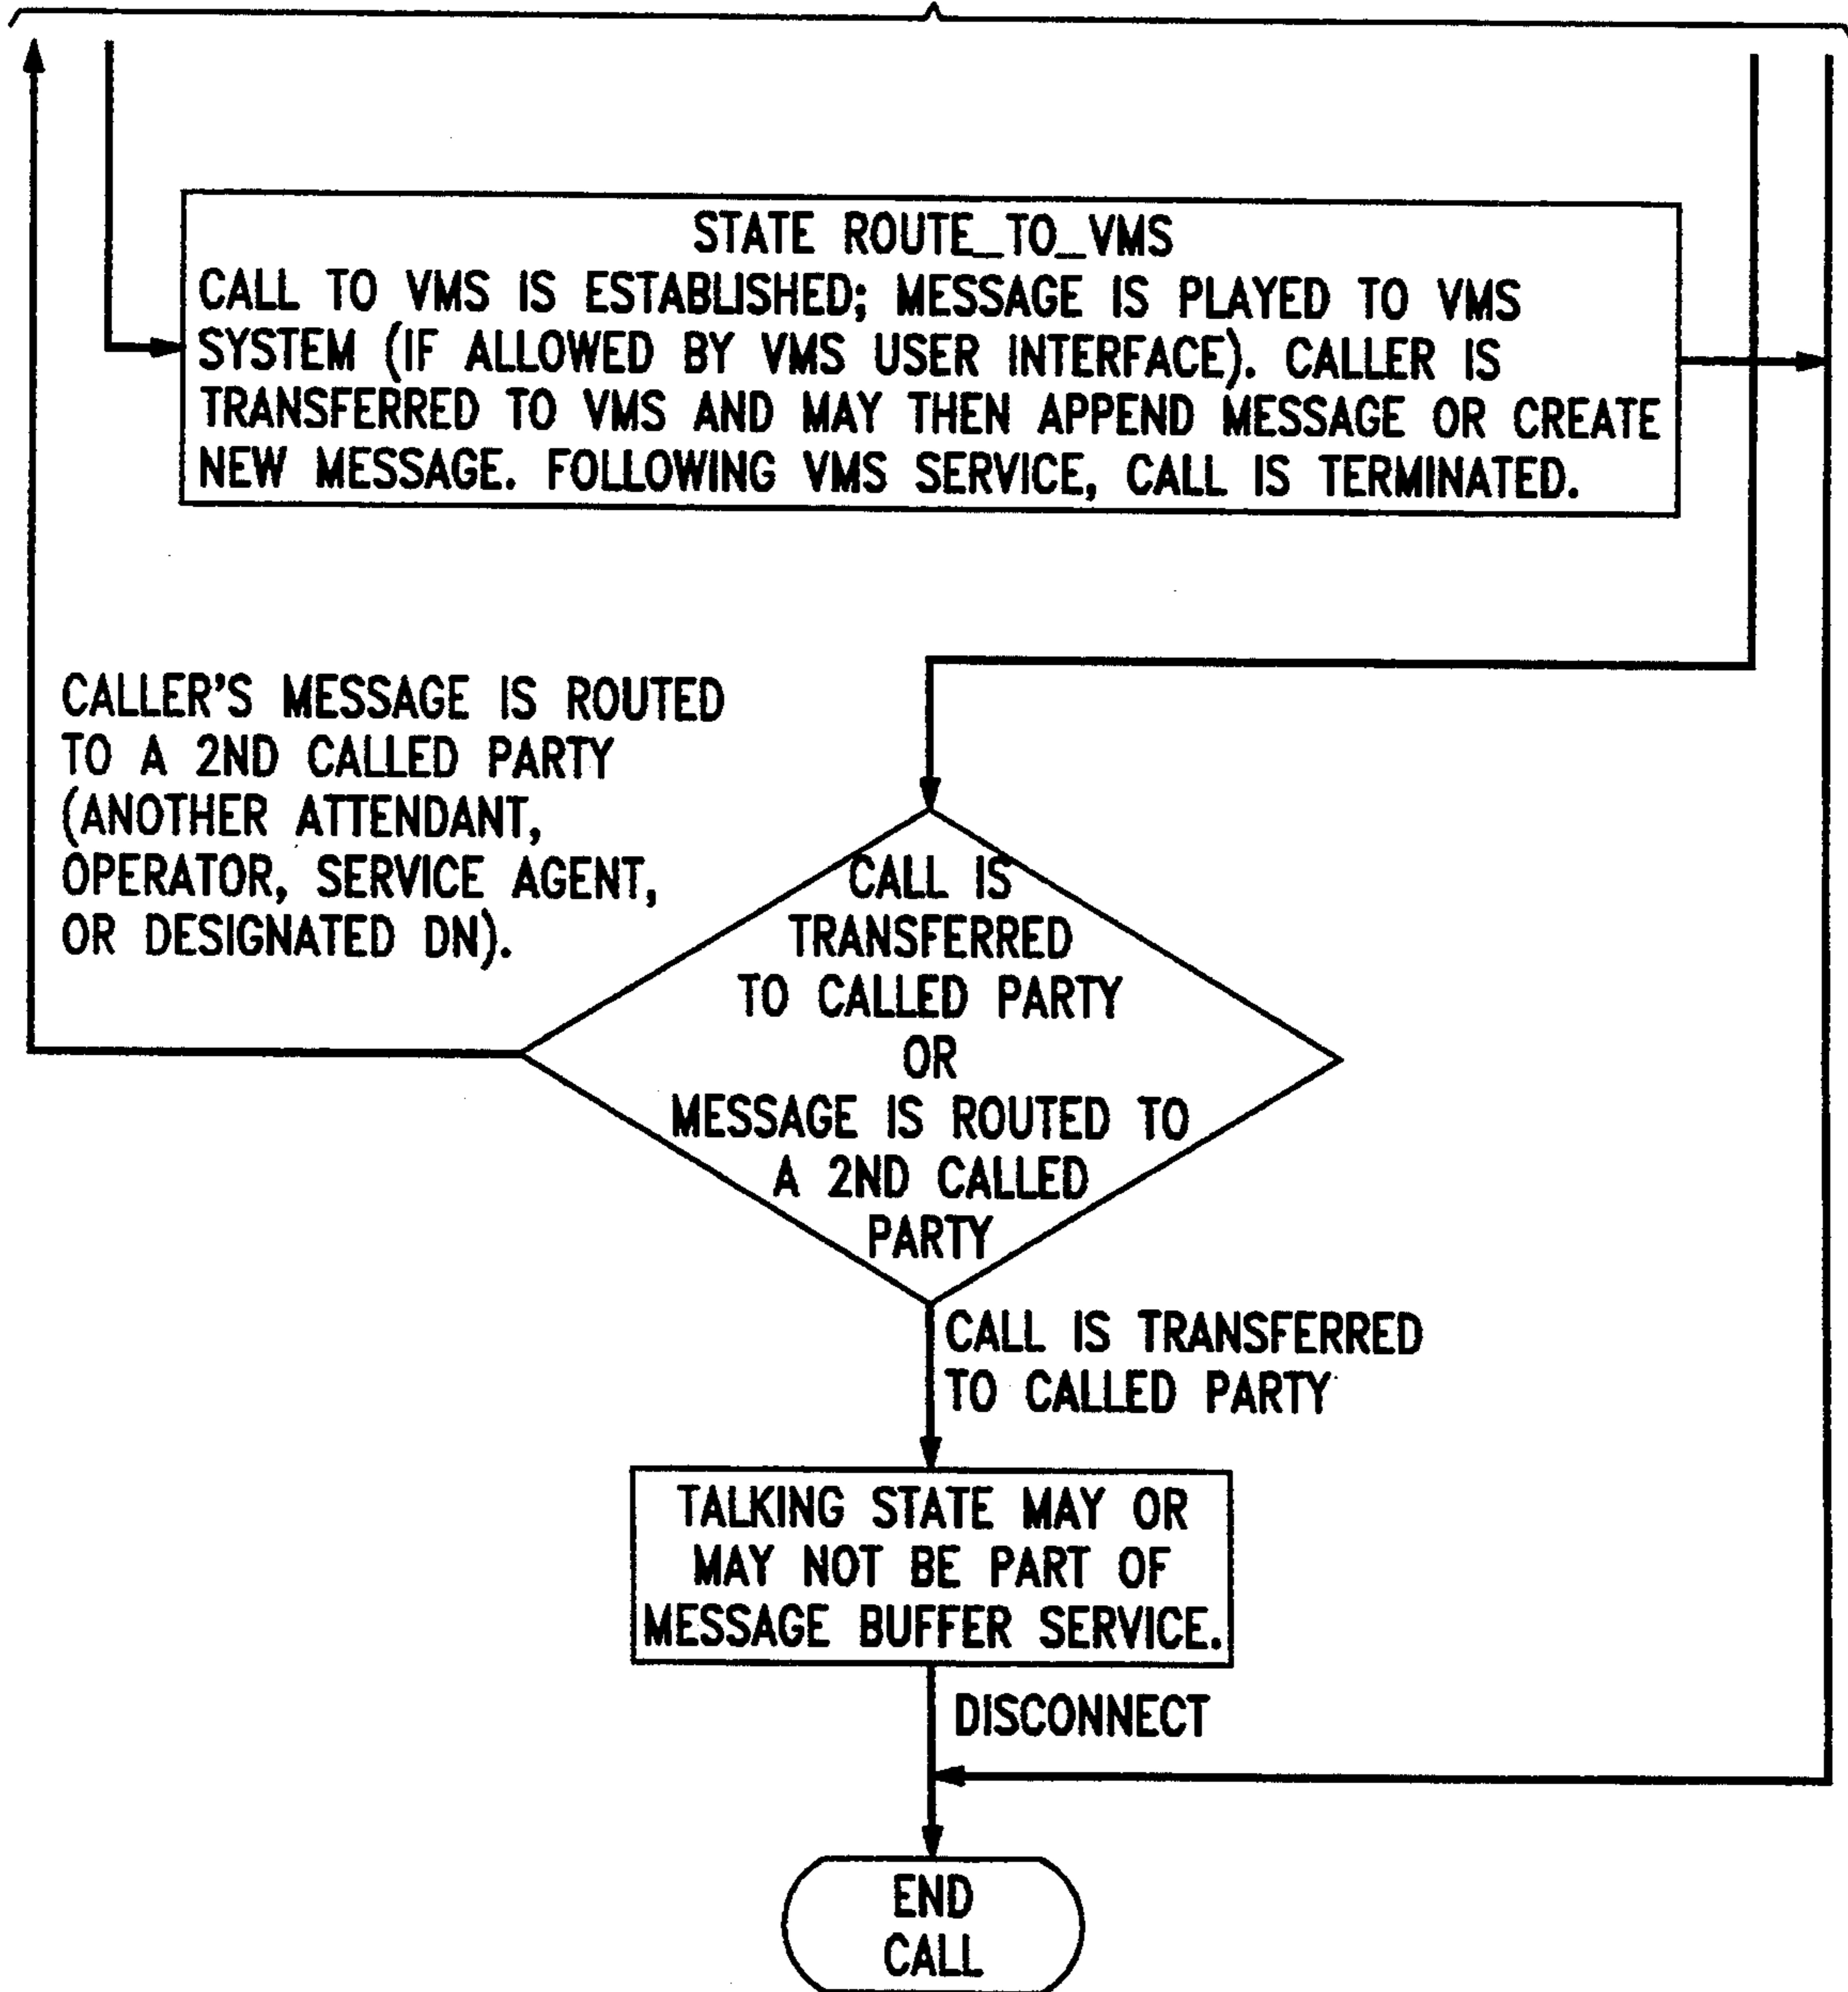 STATE ROUTE_TO_VMS
CALL TO VMS IS ESTABLISHED; MESSAGE IS PLAYED TO VMS
SYSTEM (IF ALLOWED BY VMS USER INTERFACE). CALLER IS
TRANSFERRED TO VMS AND MAY THEN APPEND MESSAGE OR CREATE
NEW MESSAGE. FOLLOWING VMS SERVICE, CALL IS TERMINATED.
CALLER'S MESSAGE IS ROUTED
TO A 2ND CALLED PARTY
(ANOTHER ATTENDANT,
OPERATOR, SERVICE AGENT,
OR DESIGNATED DN).
CALL IS
TRANSFERRED
TO CALLED PARTY
OR
MESSAGE IS ROUTED TO
A 2ND CALLED
PARTY
CALL IS TRANSFERRED
TO CALLED PARTY
TALKING STATE MAY OR
MAY NOT BE PART OF
MESSAGE BUFFER SERVICE.
DISCONNECT
END
CALL